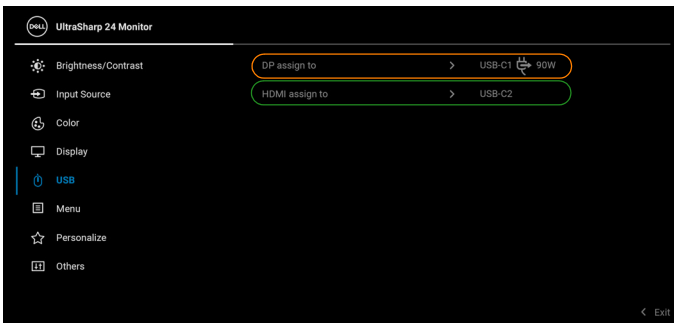 DELL UltraSharp 24 Monitor
Brightness/Contrast
DP assign to > USB-C1 90W
Input Source
HDMI assign to > USB-C2
Color
Display
USB
Menu
Personalize
Others
< Exit